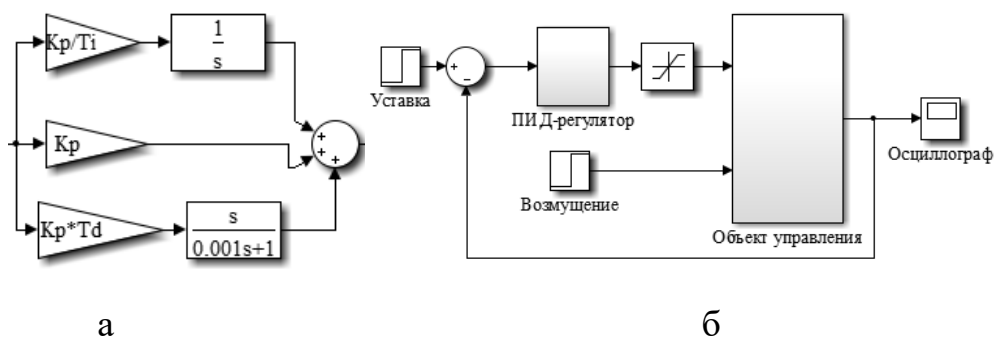 Kp/Ti
1
s
Kp
Kp*Td
s
0.001s+1
+
+
+
Уставка
+
−
ПИД-регулятор
Возмущение
Объект управления
Осциллограф
а
б